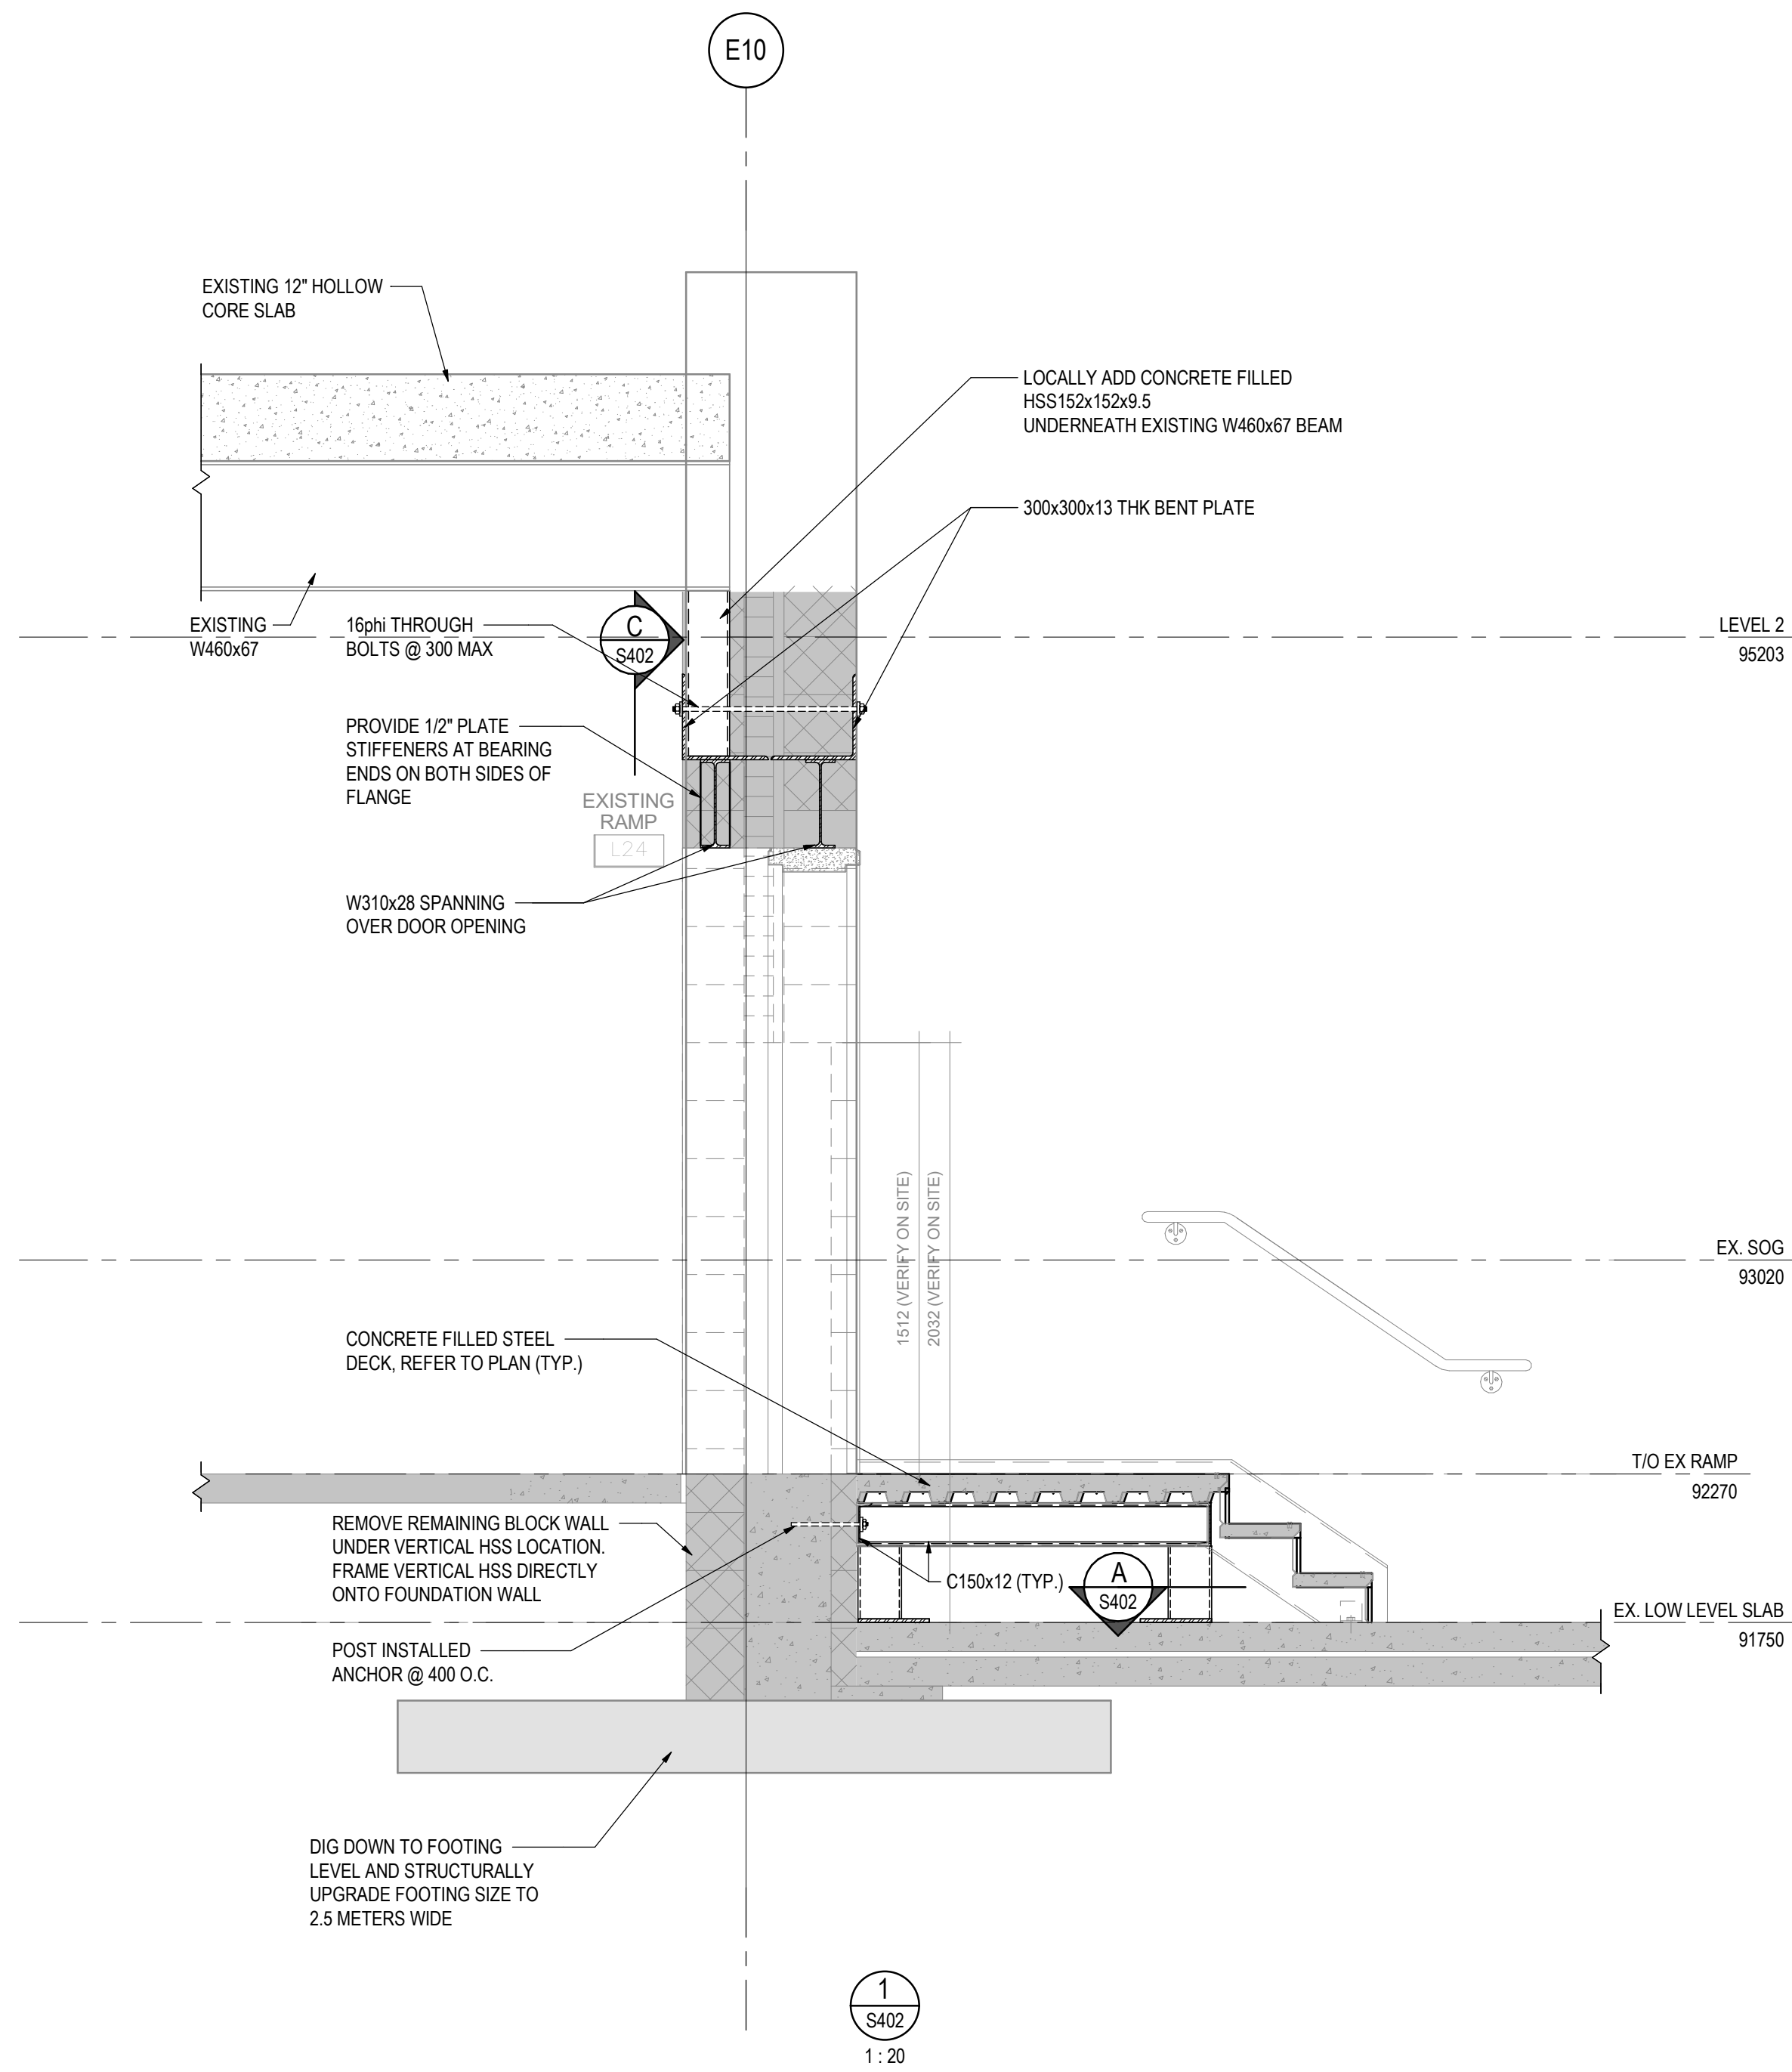 E10
EXISTING 12" HOLLOW
CORE SLAB
LOCALLY ADD CONCRETE FILLED
HSS152x152x9.5
UNDERNEATH EXISTING W460x67 BEAM
300x300x13 THK BENT PLATE
EXISTING
W460x67
16phi THROUGH
BOLTS @ 300 MAX
C
S402
LEVEL 2
95203
PROVIDE 1/2" PLATE
STIFFENERS AT BEARING
ENDS ON BOTH SIDES OF
FLANGE
EXISTING
RAMP
L24
W310x28 SPANNING
OVER DOOR OPENING
1512 (VERIFY ON SITE)
2032 (VERIFY ON SITE)
EX. SOG
93020
CONCRETE FILLED STEEL
DECK, REFER TO PLAN (TYP.)
T/O EX RAMP
92270
REMOVE REMAINING BLOCK WALL
UNDER VERTICAL HSS LOCATION.
FRAME VERTICAL HSS DIRECTLY
ONTO FOUNDATION WALL
C150x12 (TYP.)
A
S402
EX. LOW LEVEL SLAB
91750
POST INSTALLED
ANCHOR @ 400 O.C.
DIG DOWN TO FOOTING
LEVEL AND STRUCTURALLY
UPGRADE FOOTING SIZE TO
2.5 METERS WIDE
1
S402
1 : 20